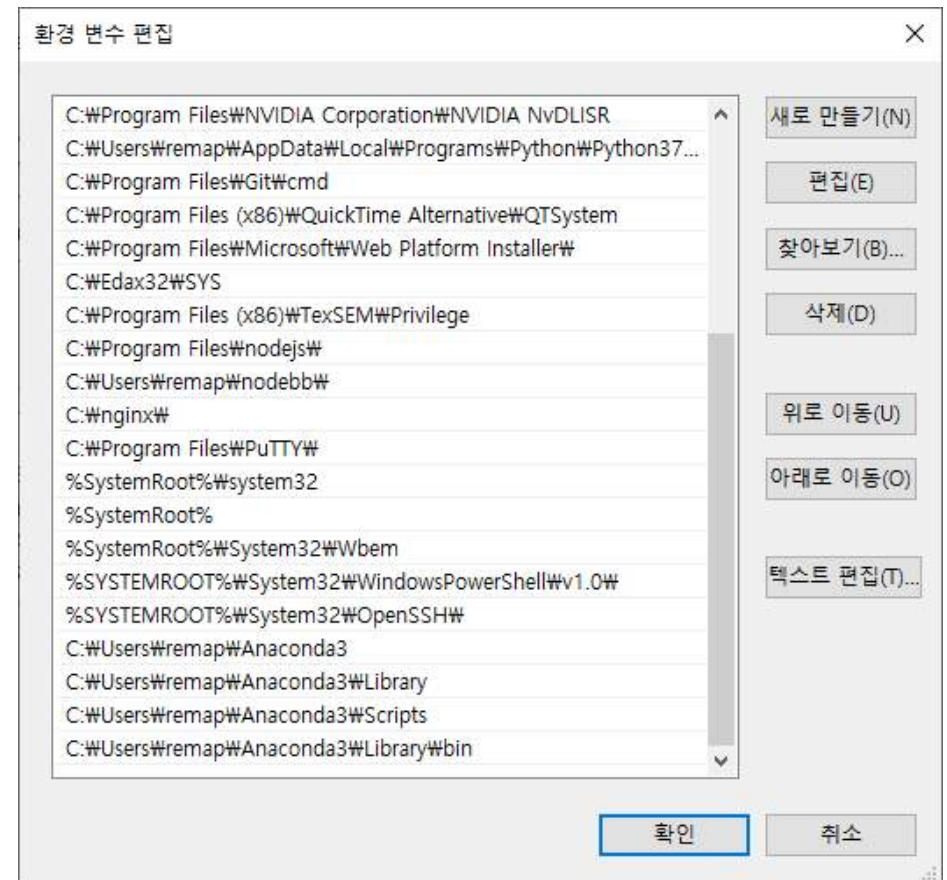 환경 변수 편집
C:₩Program Files₩NVIDIA Corporation₩NVIDIA NvDLISR
C:₩Users₩remap₩AppData₩Local₩Programs₩Python₩Python37...
C:₩Program Files₩Git₩cmd
C:₩Program Files (x86)₩QuickTime Alternative₩QTSystem
C:₩Program Files₩Microsoft₩Web Platform Installer₩
C:₩Edax32₩SYS
C:₩Program Files (x86)₩TexSEM₩Privilege
C:₩Program Files₩nodejs₩
C:₩Users₩remap₩nodebb₩
C:₩nginx₩
C:₩Program Files₩PuTTY₩
%SystemRoot%₩system32
%SystemRoot%
%SystemRoot%₩System32₩Wbem
%SYSTEMROOT%₩System32₩WindowsPowerShell₩v1.0₩
%SYSTEMROOT%₩System32₩OpenSSH₩
C:₩Users₩remap₩Anaconda3
C:₩Users₩remap₩Anaconda3₩Library
C:₩Users₩remap₩Anaconda3₩Scripts
C:₩Users₩remap₩Anaconda3₩Library₩bin
새로 만들기(N)
편집(E)
찾아보기(B)...
삭제(D)
위로 이동(U)
아래로 이동(O)
텍스트 편집(T)...
확인
취소